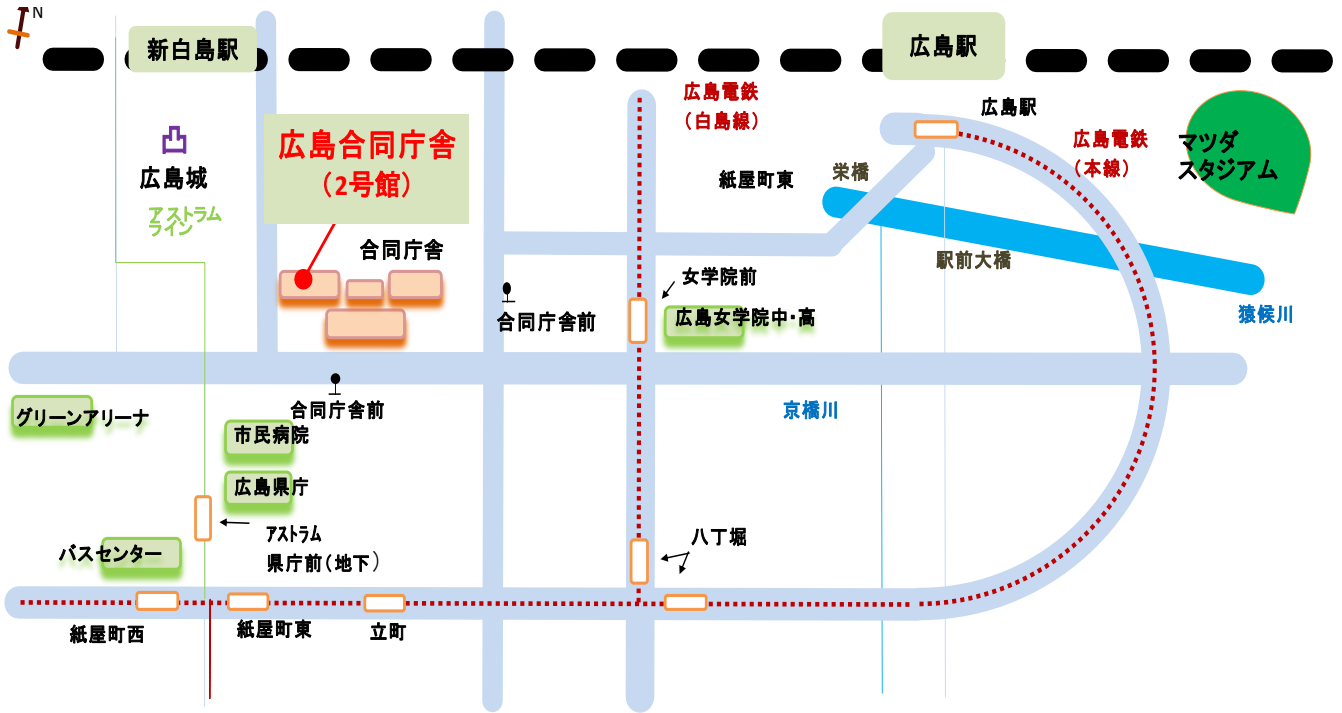 N
新白島駅
広島駅
広島電鉄
（白島線）
広島駅
広島電鉄
（本線）
マツダ
スタジアム
広島城
アストラム
ライン
広島合同庁舎
（2号館）
紙屋町東
栄橋
合同庁舎
駅前大橋
女学院前
合同庁舎前
広島女学院中・高
猿候川
合同庁舎前
京橋川
グリーンアリーナ
市民病院
広島県庁
アストラム
県庁前（地下）
バスセンター
八丁堀
紙屋町西
紙屋町東
立町